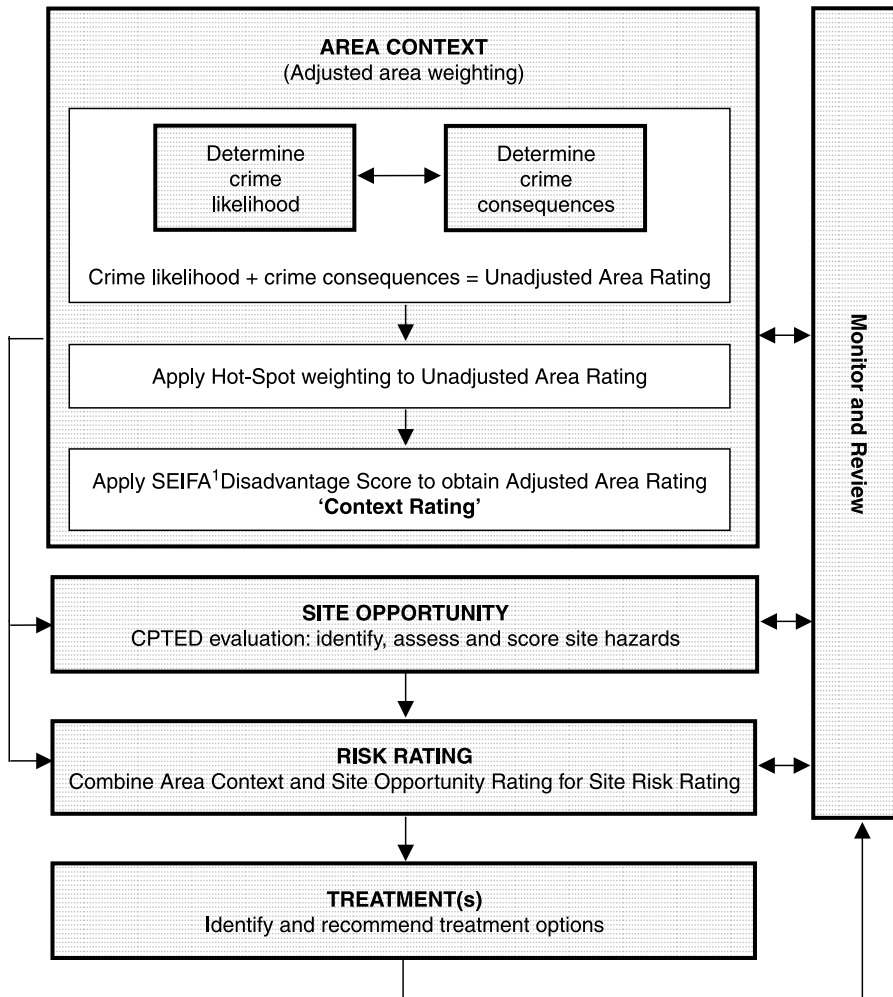 AREA CONTEXT
(Adjusted area weighting)
Determine
crime
likelihood
Determine
crime
consequences
Crime likelihood + crime consequences = Unadjusted Area Rating
Apply Hot-Spot weighting to Unadjusted Area Rating
Apply SEIFA¹Disadvantage Score to obtain Adjusted Area Rating
‘Context Rating’
SITE OPPORTUNITY
CPTED evaluation: identify, assess and score site hazards
RISK RATING
Combine Area Context and Site Opportunity Rating for Site Risk Rating
TREATMENT(s)
Identify and recommend treatment options
Monitor and Review